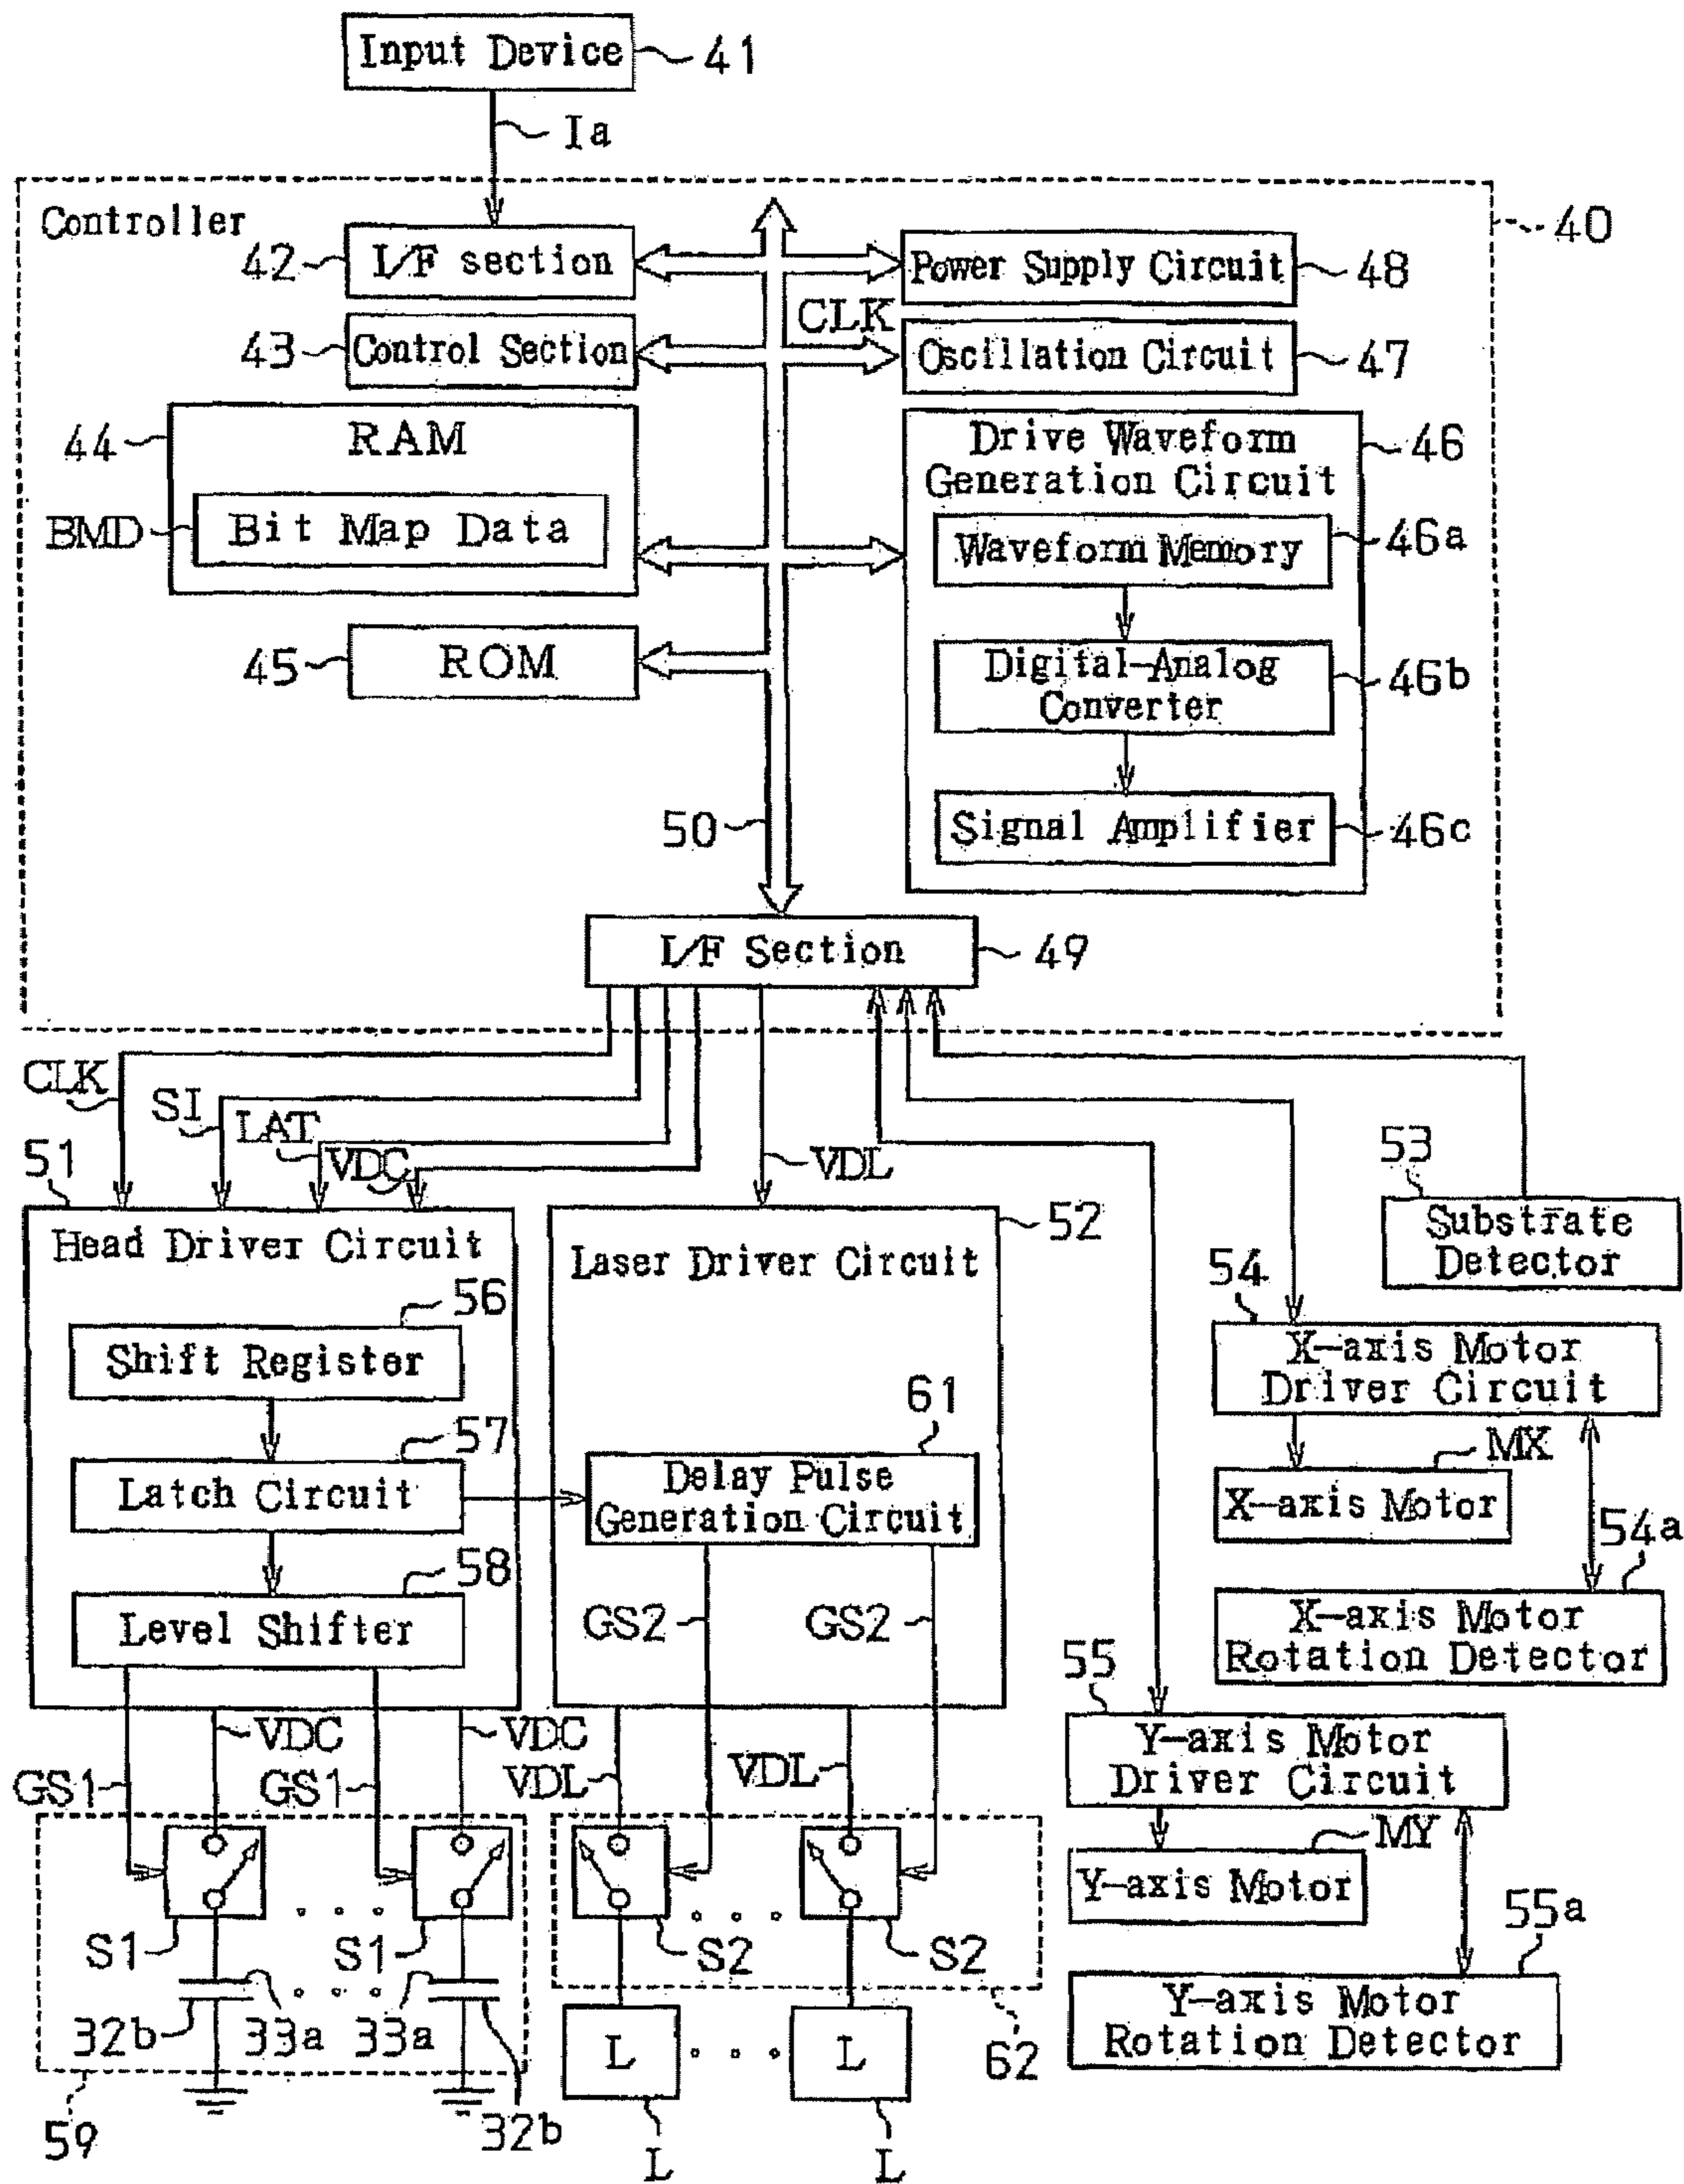 Input Device
41
Ia
Controller
40
42
I/F section
Power Supply Circuit
48
CLK
43
Control Section
Oscillation Circuit
47
44
RAM
BMD
Bit Map Data
Drive Waveform
Generation Circuit
46
Waveform Memory
46a
45
ROM
Digital-Analog
Converter
46b
50
Signal Amplifier
46c
I/F Section
49
CLK
SI
LAT
VDC
VDL
51
Head Driver Circuit
52
Laser Driver Circuit
53
Substrate
Detector
54
X-axis Motor
Driver Circuit
56
Shift Register
61
Delay Pulse
Generation Circuit
57
Latch Circuit
MX
X-axis Motor
54a
58
Level Shifter
GS2
GS2
X-axis Motor
Rotation Detector
55
Y-axis Motor
Driver Circuit
GS1
VDC
GS1
VDC
VDL
VDL
MY
Y-axis Motor
S1
S1
S2
S2
55a
Y-axis Motor
Rotation Detector
32b
33a
33a
L
L
62
59
32b
L
L